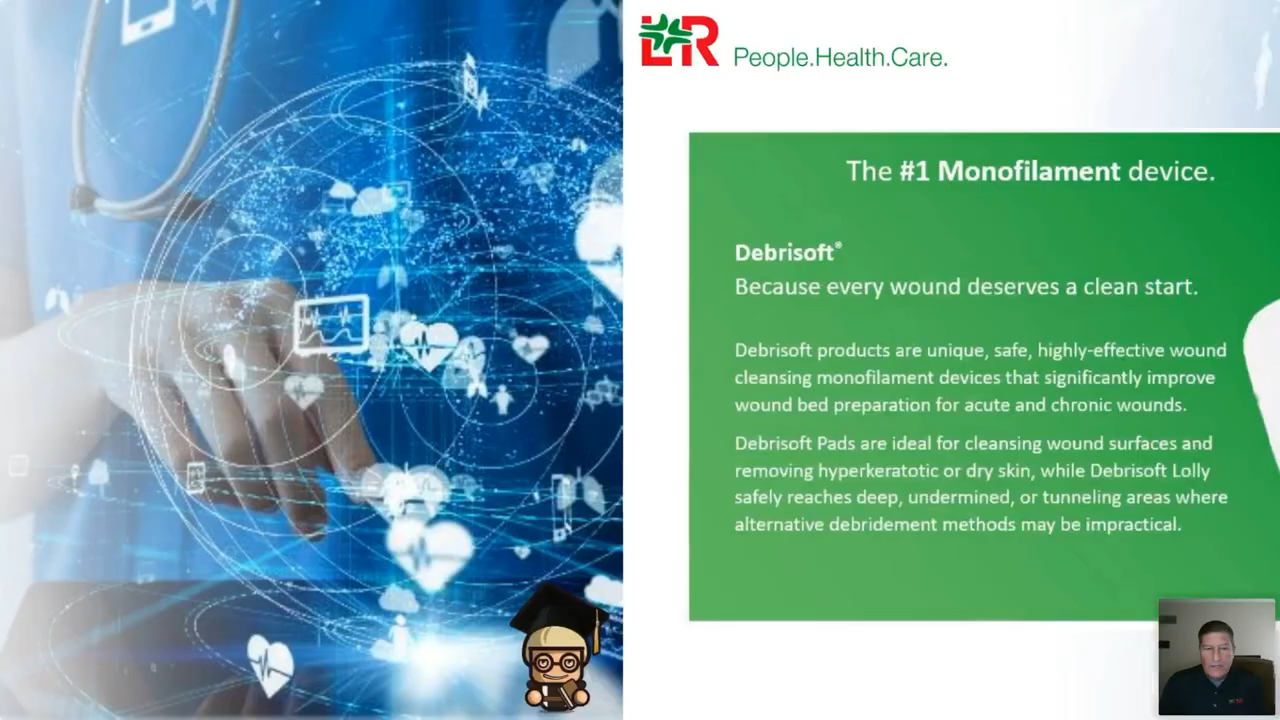 L&R
People.Health.Care.
The #1 Monofilament device.
Debrisoft®
Because every wound deserves a clean start.
Debrisoft products are unique, safe, highly-effective wound
cleansing monofilament devices that significantly improve
wound bed preparation for acute and chronic wounds.
Debrisoft Pads are ideal for cleansing wound surfaces and
removing hyperkeratotic or dry skin, while Debrisoft Lolly
safely reaches deep, undermined, or tunneling areas where
alternative debridement methods may be impractical.